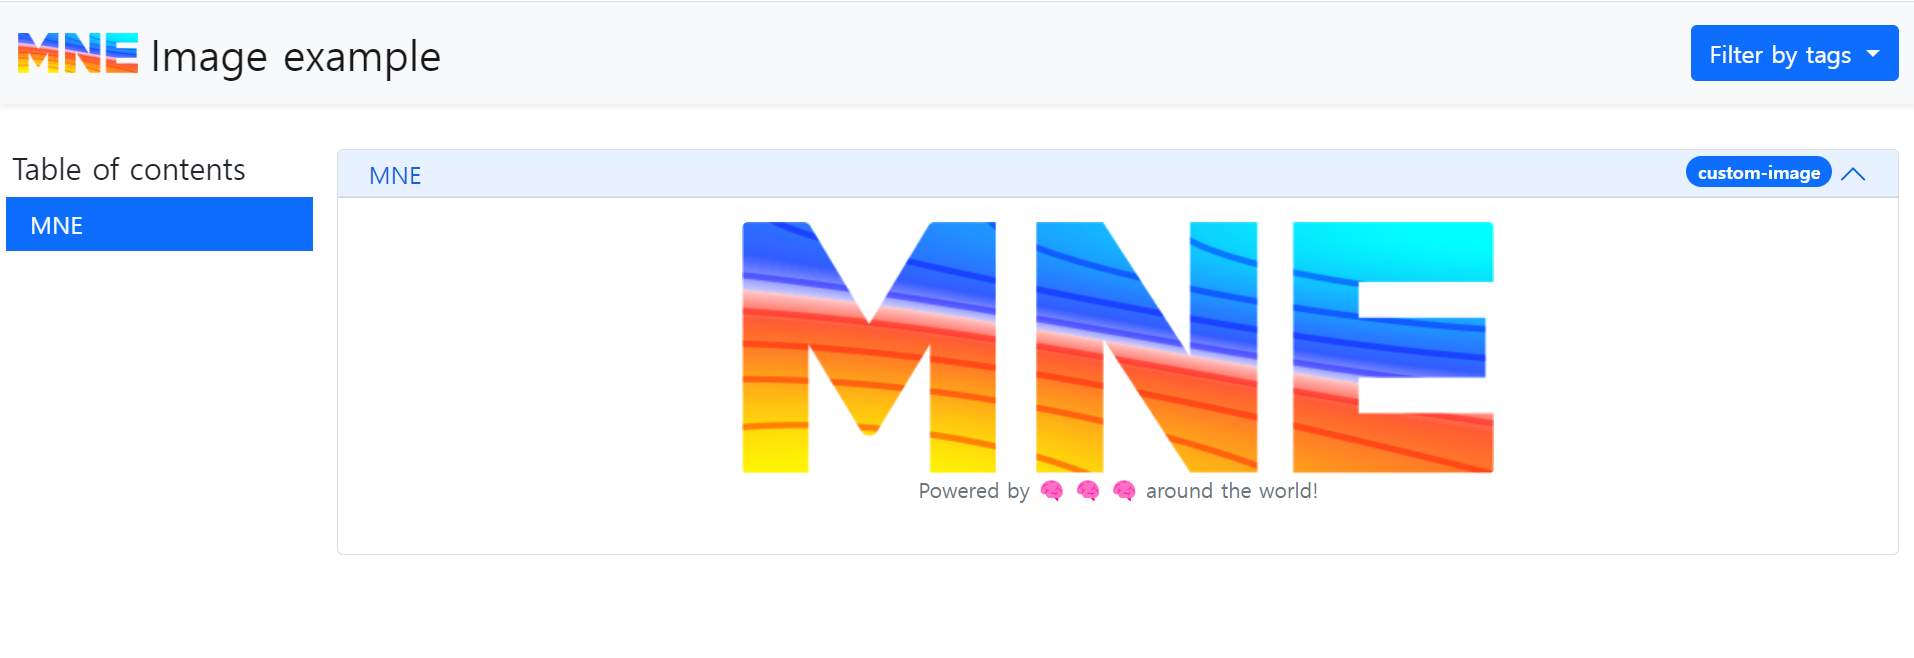 MNE Image example
Filter by tags
Table of contents
MNE
MNE
custom-image
MNE
Powered by 🧠 🧠 🧠 around the world!